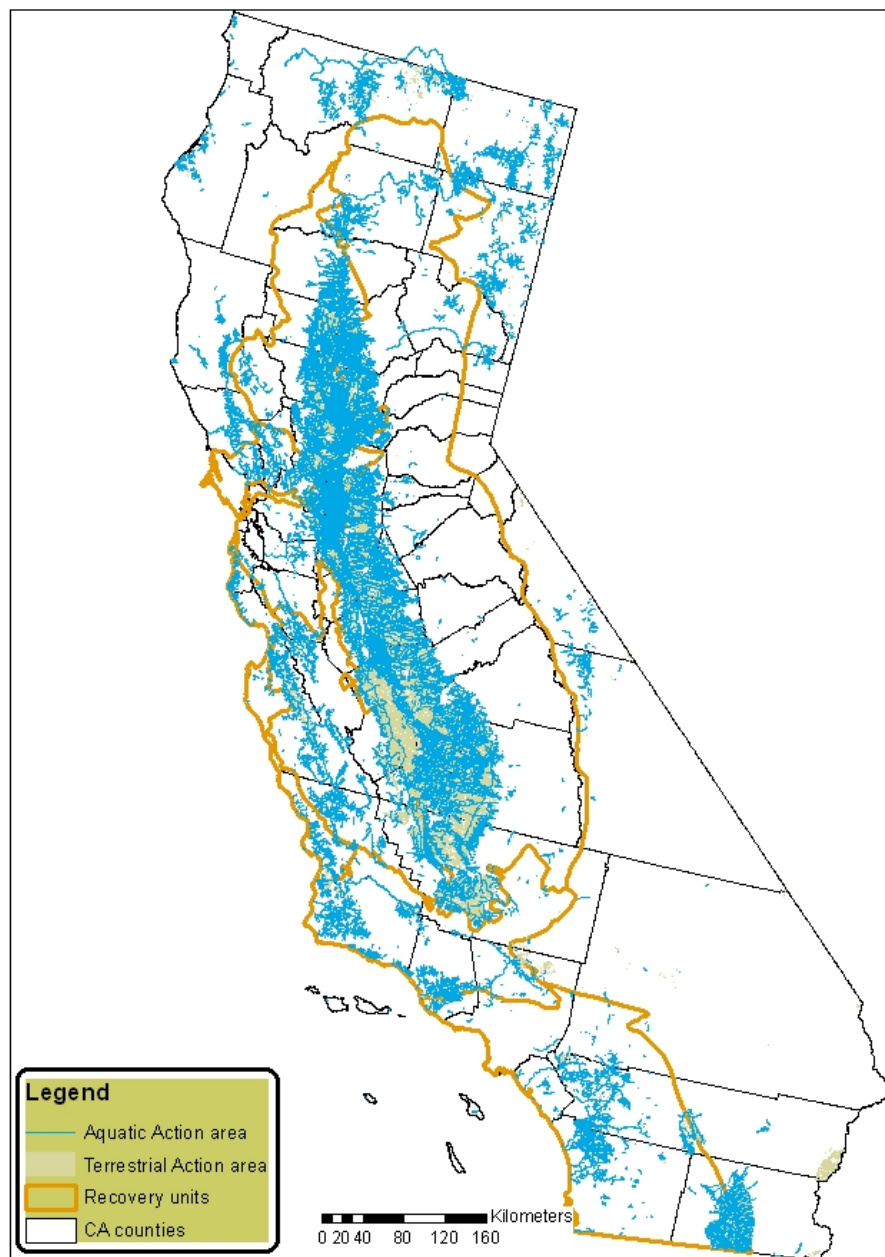 Legend
Aquatic Action area
Terrestrial Action area
Recovery units
CA counties
Kilometers
0 20 40 80 120 160